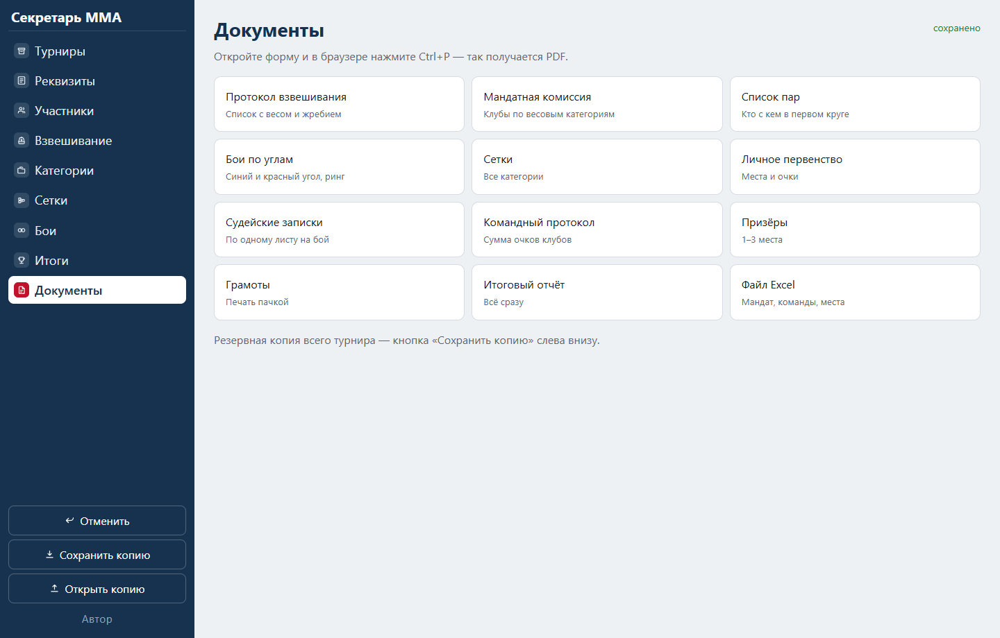 Секретарь ММА
Турниры
Реквизиты
Участники
Взвешивание
Категории
Сетки
Бои
Итоги
Документы
Отменить
Сохранить копию
Открыть копию
Автор
Документы
сохранено
Откройте форму и в браузере нажмите Ctrl+P — так получается PDF.
Протокол взвешивания
Список с весом и жребием
Мандатная комиссия
Клубы по весовым категориям
Список пар
Кто с кем в первом круге
Бои по углам
Синий и красный угол, ринг
Сетки
Все категории
Личное первенство
Места и очки
Судейские записки
По одному листу на бой
Командный протокол
Сумма очков клубов
Призёры
1–3 места
Грамоты
Печать пачкой
Итоговый отчёт
Всё сразу
Файл Excel
Мандат, команды, места
Резервная копия всего турнира — кнопка «Сохранить копию» слева внизу.